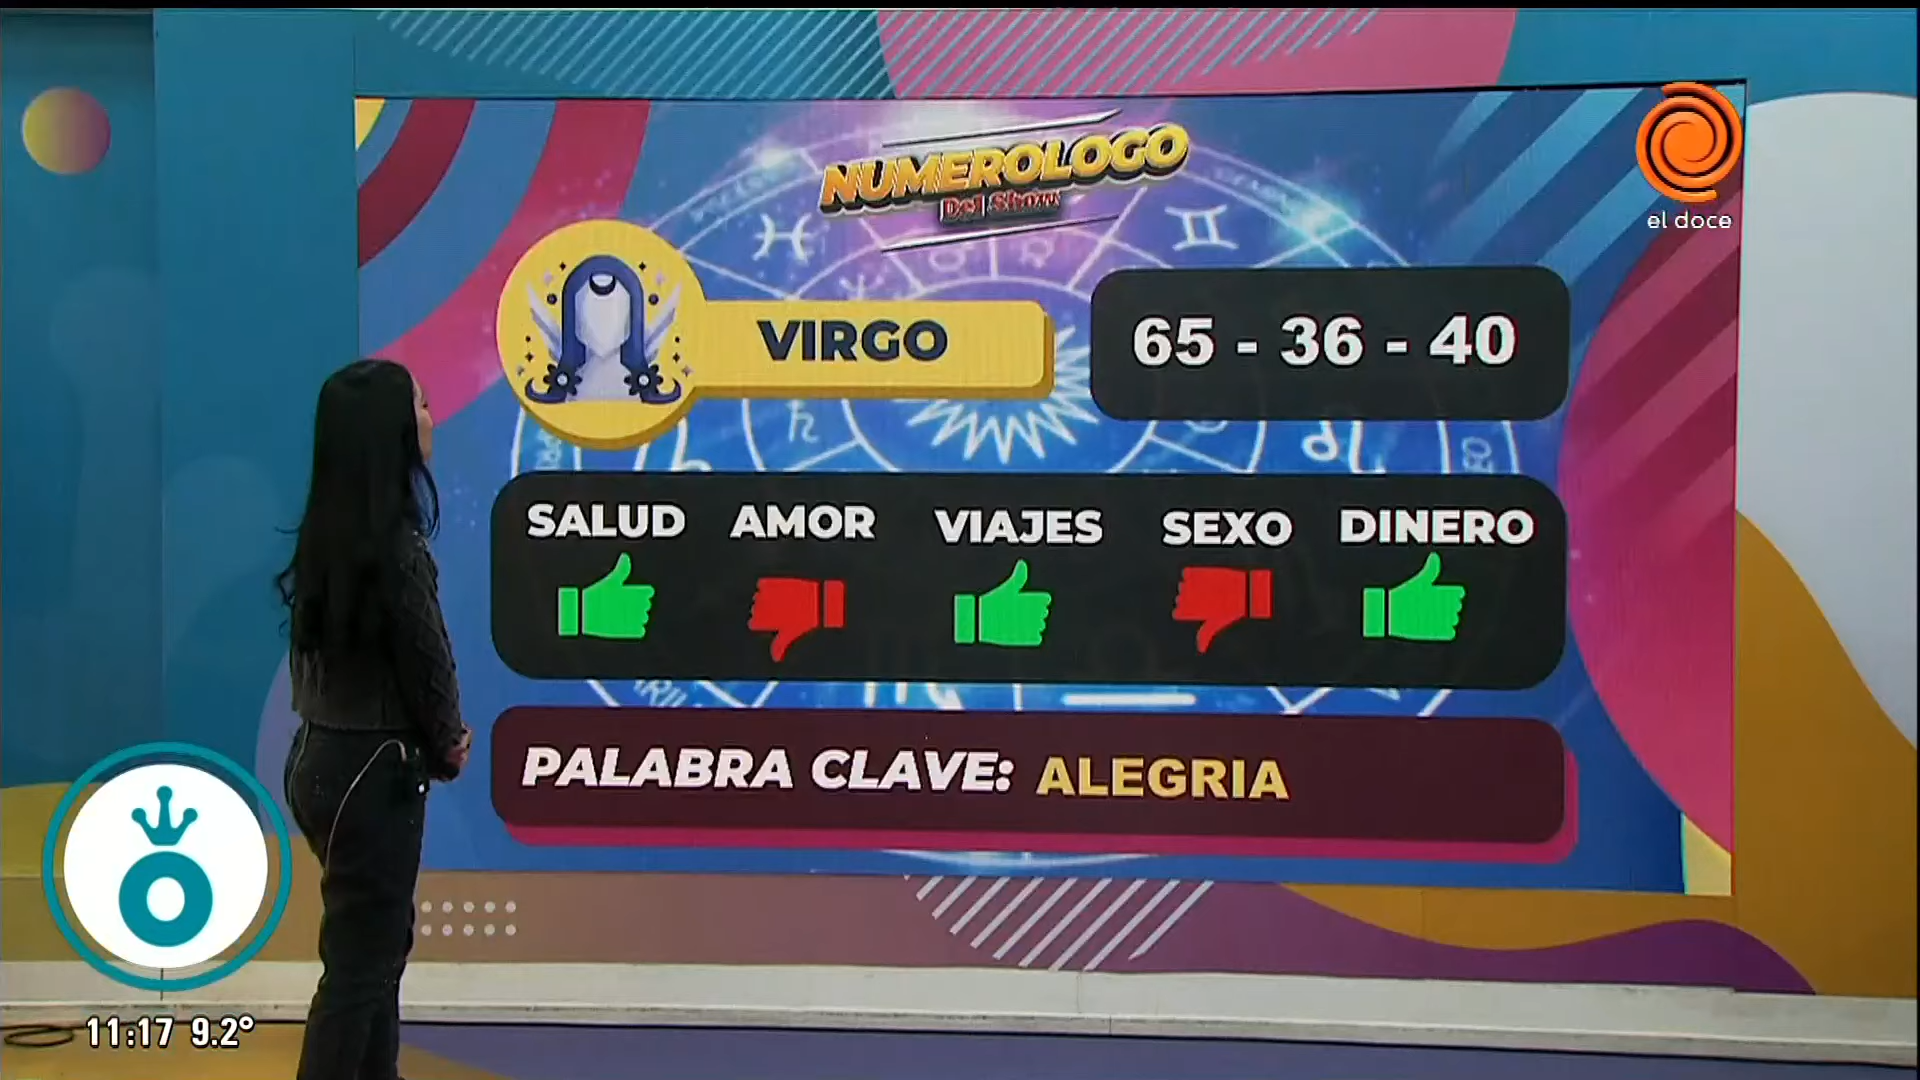 NUMEROLOGO
Del Show
el doce
VIRGO
65 - 36 - 40
SALUD AMOR VIAJES SEXO DINERO
PALABRA CLAVE: ALEGRIA
11:17 9.2°